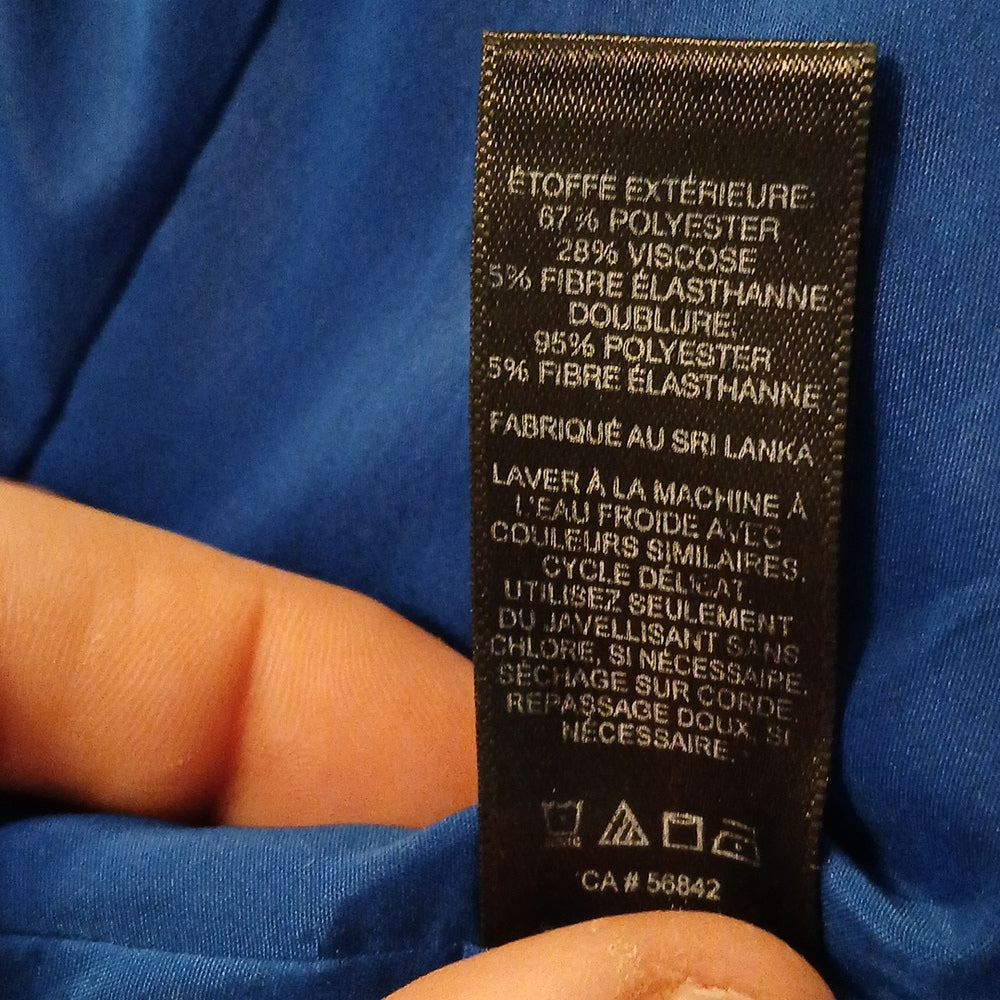 ÉTOFFE EXTÉRIEURE:
67% POLYESTER
28% VISCOSE
5% FIBRE ÉLASTHANNE
DOUBLURE:
95% POLYESTER
5% FIBRE ÉLASTHANNE
FABRIQUÉ AU SRI LANKA
LAVER À LA MACHINE À
L'EAU FROIDE AVEC
COULEURS SIMILAIRES.
CYCLE DÉLICAT
UTILISEZ SEULEMENT
DU JAVELLISANT SANS
CHLORE, SI NÉCESSAIRE.
SÉCHAGE SUR CORDE.
REPASSAGE DOUX, SI
NÉCESSAIRE.
CA # 56842